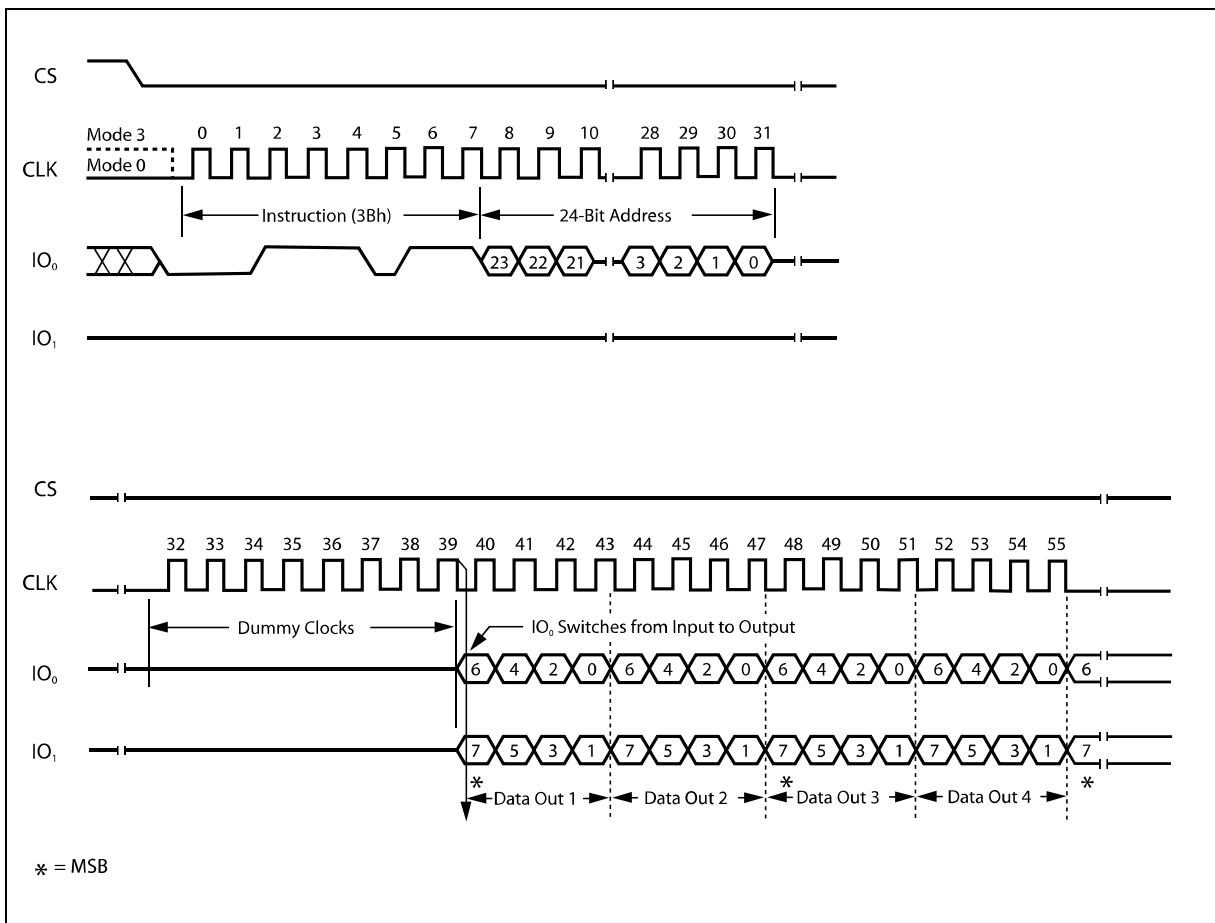 CS
Mode 3
0 1 2 3 4 5 6 7 8 9 10 28 29 30 31
Mode 0
CLK
Instruction (3Bh) 24-Bit Address
IO₀ 23 22 21 3 2 1 0
IO₁
CS
32 33 34 35 36 37 38 39 40 41 42 43 44 45 46 47 48 49 50 51 52 53 54 55
CLK
Dummy Clocks IO₀ Switches from Input to Output
IO₀ 6 4 2 0 6 4 2 0 6 4 2 0 6 4 2 0 6
IO₁ 7 5 3 1 7 5 3 1 7 5 3 1 7 5 3 1 7
* * *
Data Out 1 Data Out 2 Data Out 3 Data Out 4
* = MSB